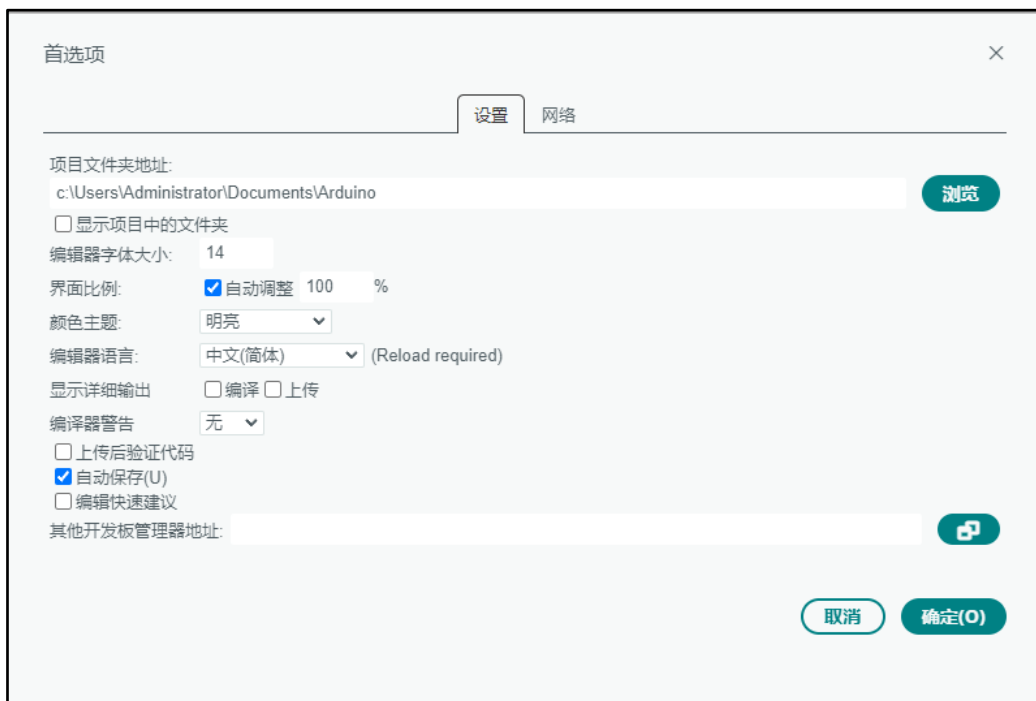 首选项
设置 网络
项目文件夹地址:
c:\Users\Administrator\Documents\Arduino 浏览
显示项目中的文件夹
编辑器字体大小: 14
界面比例: 自动调整 100 %
颜色主题: 明亮
编辑器语言: 中文(简体) (Reload required)
显示详细输出 编译 上传
编译器警告 无
上传后验证代码
自动保存(U)
编辑快速建议
其他开发板管理器地址:
取消 确定(O)